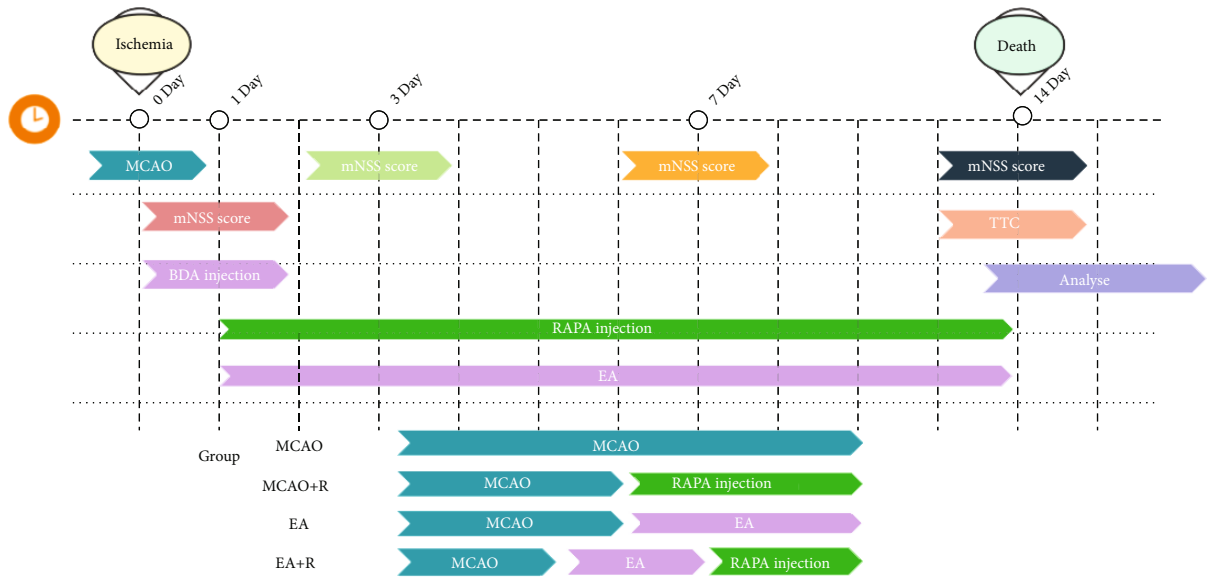 Ischemia
Death
0 Day
1 Day
3 Day
7 Day
14 Day
MCAO
mNSS score
mNSS score
mNSS score
mNSS score
TTC
BDA injection
Analyse
RAPA injection
EA
Group
MCAO
MCAO
MCAO+R
MCAO
RAPA injection
EA
MCAO
EA
EA+R
MCAO
EA
RAPA injection